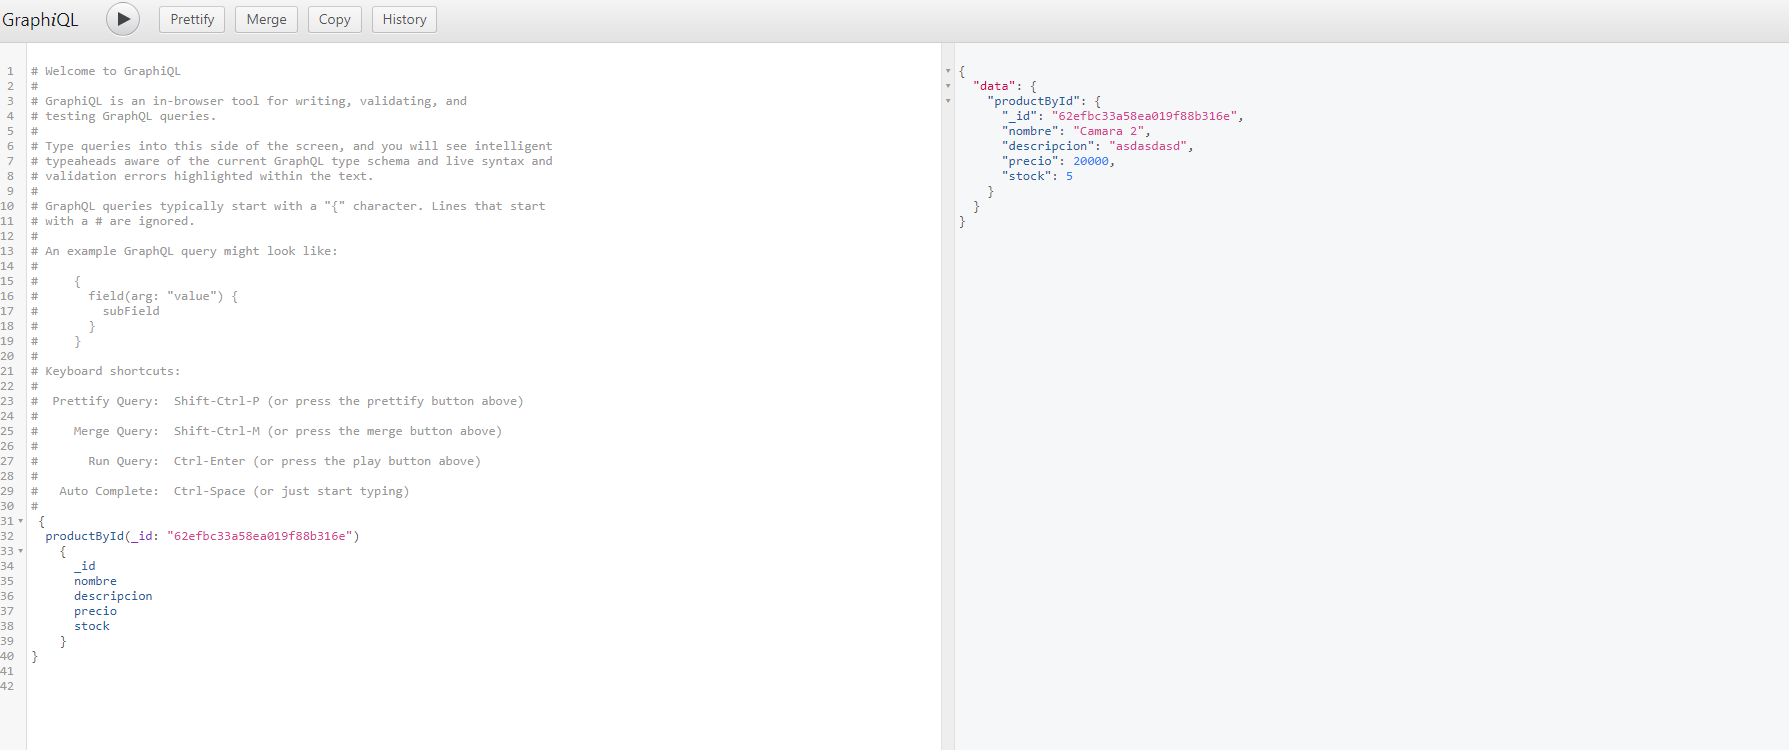 GraphiQL
Prettify
Merge
Copy
History
1 # Welcome to GraphiQL
2 #
3 # GraphiQL is an in-browser tool for writing, validating, and
4 # testing GraphQL queries.
5 #
6 # Type queries into this side of the screen, and you will see intelligent
7 # typeaheads aware of the current GraphQL type schema and live syntax and
8 # validation errors highlighted within the text.
9 #
10 # GraphQL queries typically start with a "{" character. Lines that start
11 # with a # are ignored.
12 #
13 # An example GraphQL query might look like:
14 #
15 #     {
16 #       field(arg: "value") {
17 #         subField
18 #       }
19 #     }
20 #
21 # Keyboard shortcuts:
22 #
23 #  Prettify Query:  Shift-Ctrl-P (or press the prettify button above)
24 #
25 #     Merge Query:  Shift-Ctrl-M (or press the merge button above)
26 #
27 #       Run Query:  Ctrl-Enter (or press the play button above)
28 #
29 #   Auto Complete:  Ctrl-Space (or just start typing)
30 #
31  {
32   productById(_id: "62efbc33a58ea019f88b316e")
33     {
34       _id
35       nombre
36       descripcion
37       precio
38       stock
39     }
40 }
41
42
{
  "data": {
    "productById": {
      "_id": "62efbc33a58ea019f88b316e",
      "nombre": "Camara 2",
      "descripcion": "asdasdasd",
      "precio": 20000,
      "stock": 5
    }
  }
}